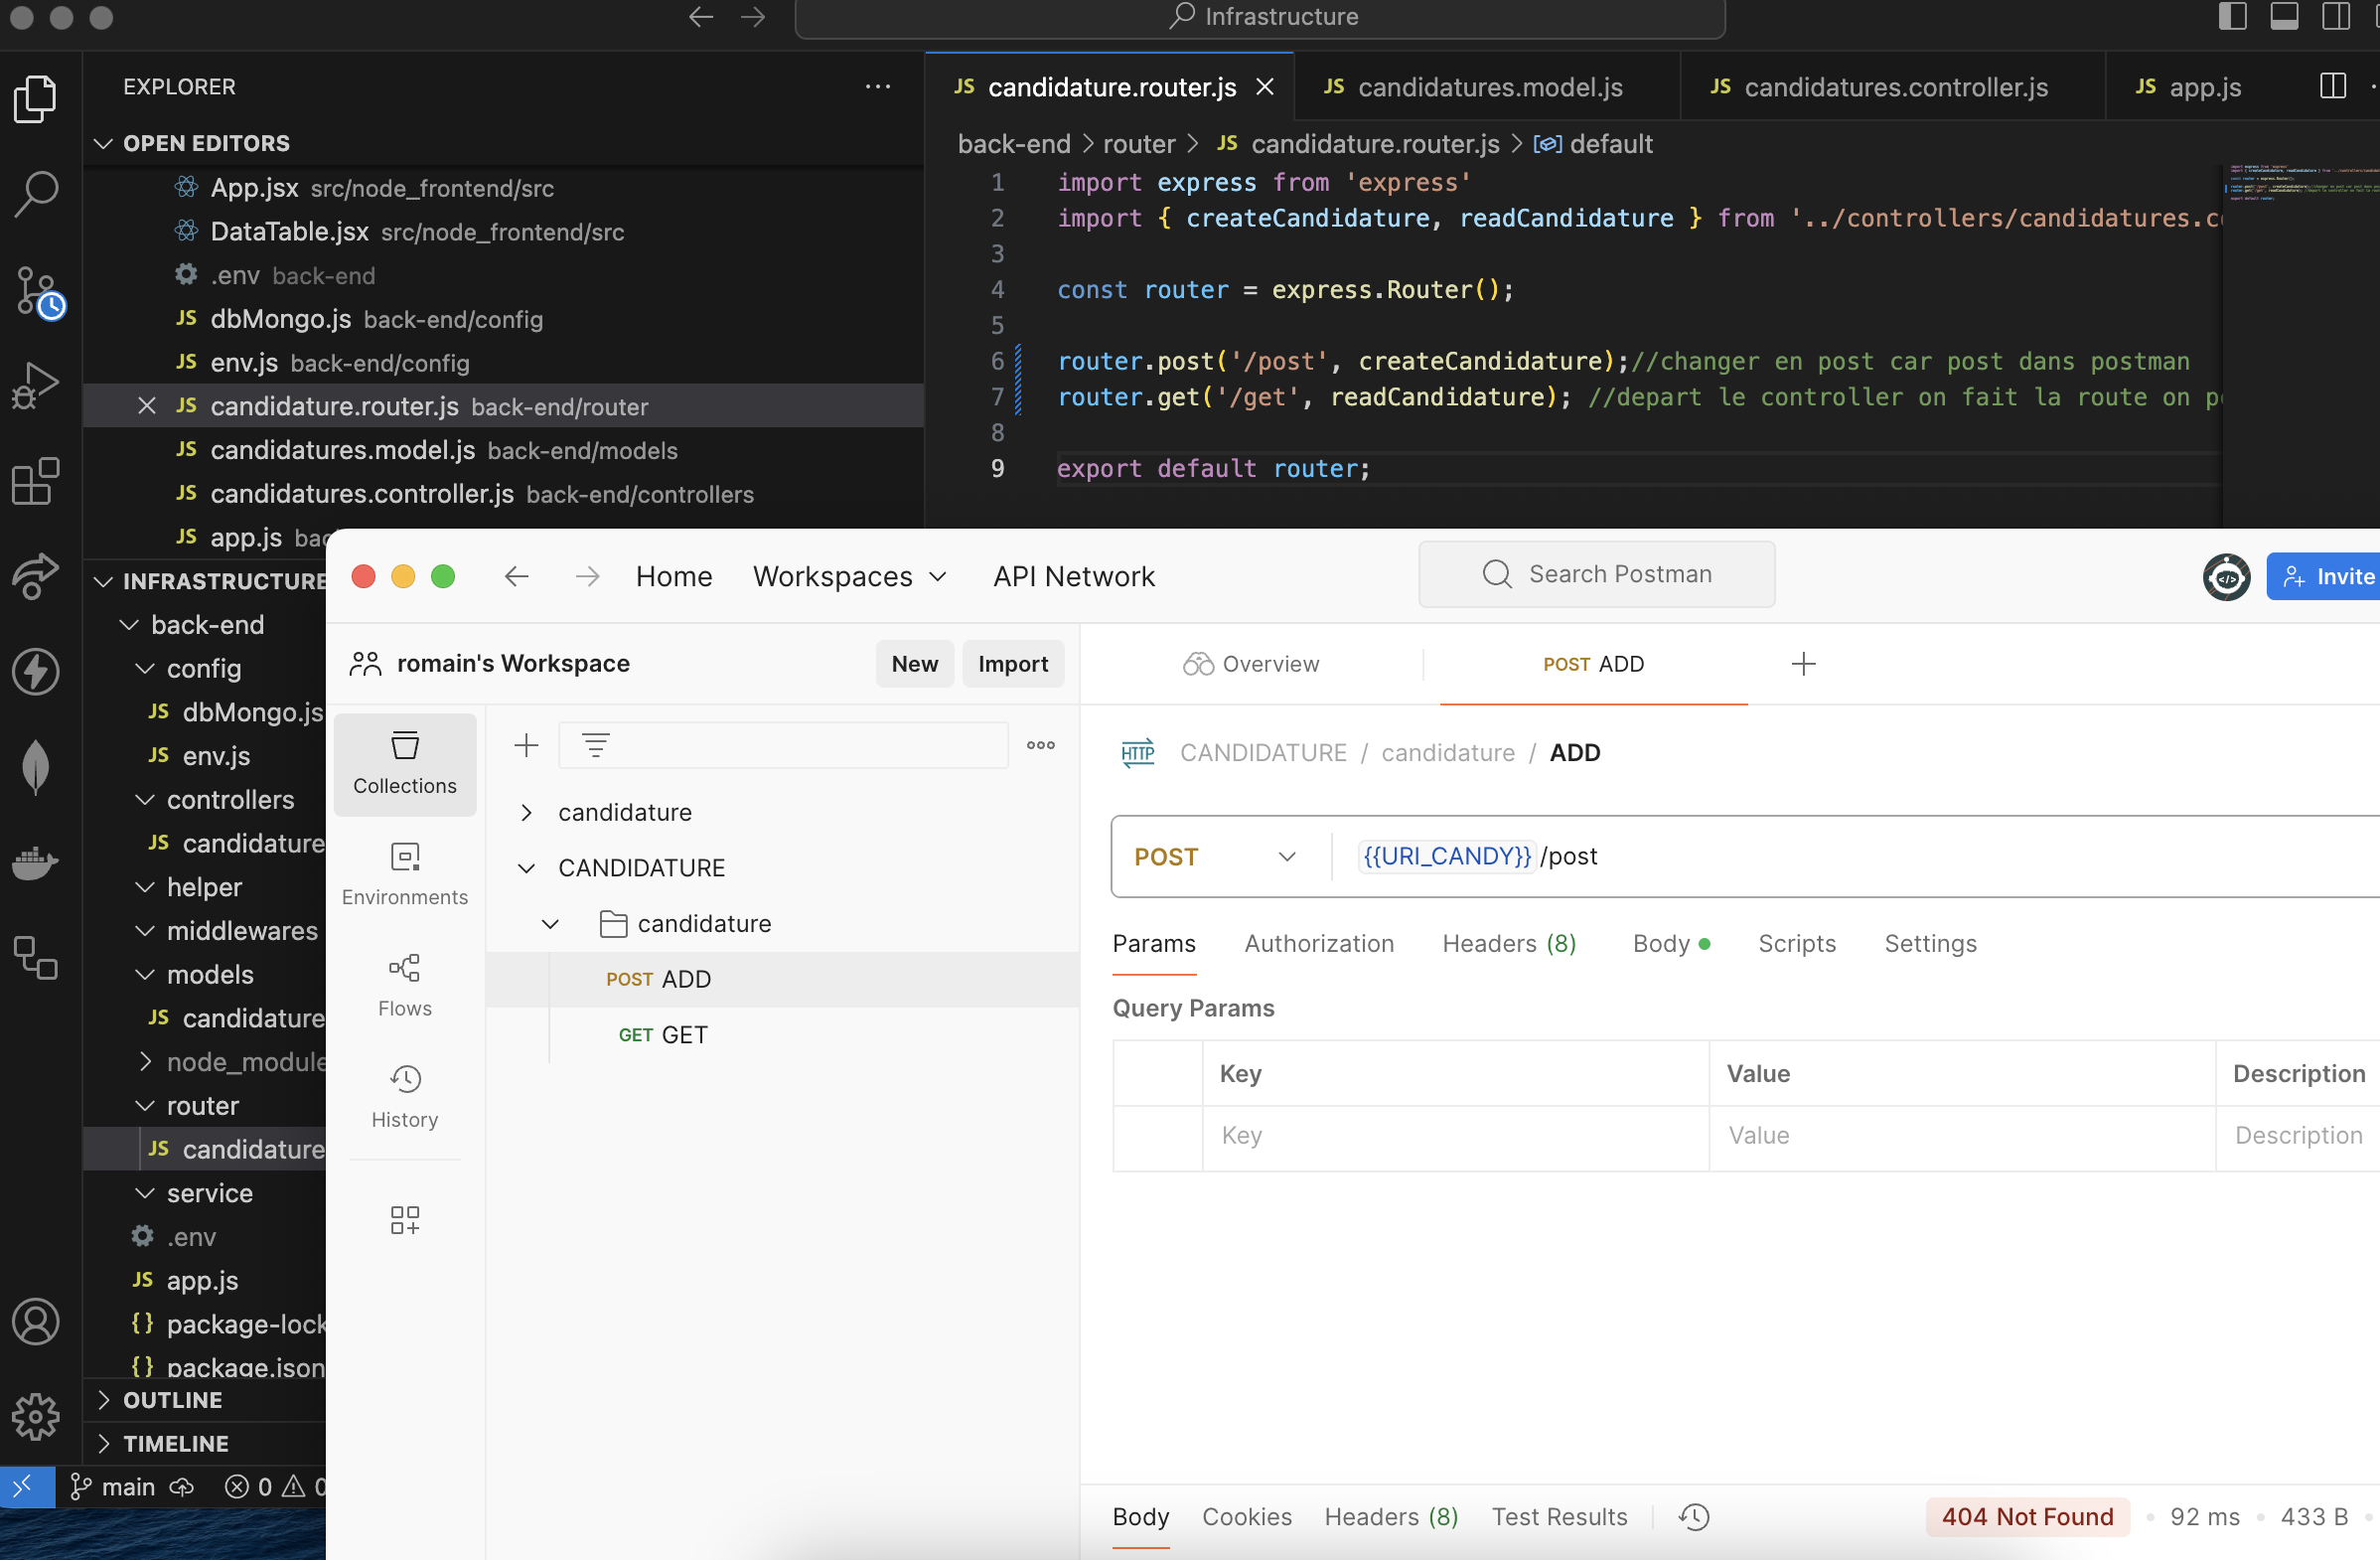 Infrastructure
EXPLORER
OPEN EDITORS
App.jsx src/node_frontend/src
DataTable.jsx src/node_frontend/src
.env back-end
JS dbMongo.js back-end/config
JS env.js back-end/config
JS candidature.router.js back-end/router
JS candidatures.model.js back-end/models
JS candidatures.controller.js back-end/controllers
JS app.js
INFRASTRUCTURE
back-end
config
JS dbMongo.js
JS env.js
controllers
JS candidature
helper
middlewares
models
JS candidature
node_module
router
JS candidature
service
.env
JS app.js
{} package-lock
{} package.json
OUTLINE
TIMELINE
main 0 0
JS candidature.router.js
JS candidatures.model.js
JS candidatures.controller.js
JS app.js
back-end > router > JS candidature.router.js > default
1 import express from 'express'
2 import { createCandidature, readCandidature } from '../controllers/candidatures.c
3
4 const router = express.Router();
5
6 router.post('/post', createCandidature);//changer en post car post dans postman
7 router.get('/get', readCandidature); //depart le controller on fait la route on p
8
9 export default router;
Home Workspaces API Network
Search Postman
Invite
romain's Workspace
New Import
Collections
Environments
Flows
History
candidature
CANDIDATURE
candidature
POST ADD
GET GET
Overview
POST ADD
HTTP CANDIDATURE / candidature / ADD
POST {{URI_CANDY}}/post
Params Authorization Headers (8) Body Scripts Settings
Query Params
Key Value Description
Key Value Description
Body Cookies Headers (8) Test Results
404 Not Found 92 ms 433 B